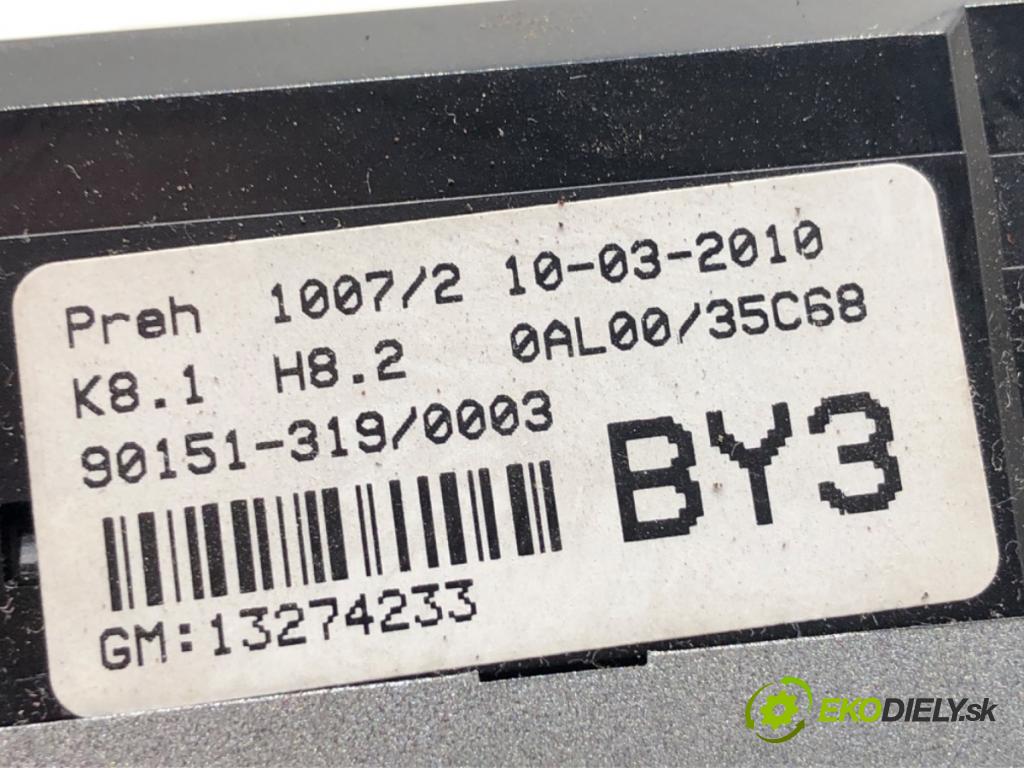 Preh 1007/2 10-03-2010
K8.1 H8.2 0AL00/35C68
90151-319/0003
BY3
GM:13274233
EKODIELY.sk